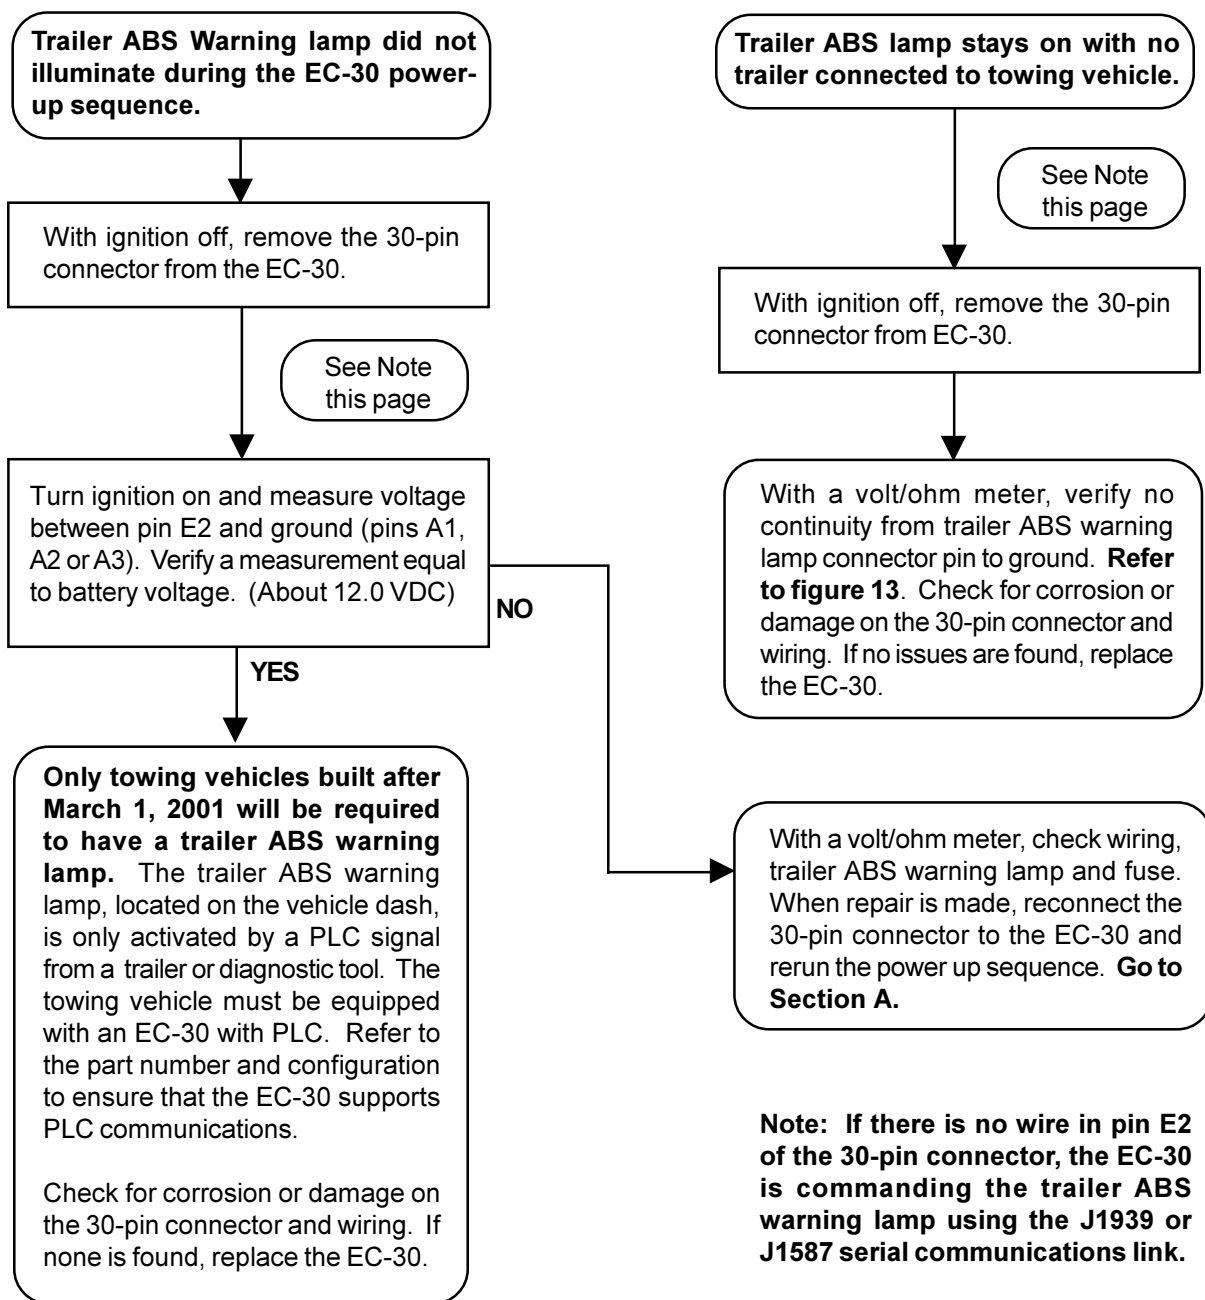 Trailer ABS Warning lamp did not
illuminate during the EC-30 power-
up sequence.
With ignition off, remove the 30-pin
connector from the EC-30.
See Note
this page
Turn ignition on and measure voltage
between pin E2 and ground (pins A1,
A2 or A3).  Verify a measurement equal
to battery voltage.  (About 12.0 VDC)
NO
YES
Only towing vehicles built after
March 1, 2001 will be required
to have a trailer ABS warning
lamp.  The trailer ABS warning
lamp, located on the vehicle dash,
is only activated by a PLC signal
from a trailer or diagnostic tool.  The
towing vehicle must be equipped
with an EC-30 with PLC.  Refer to
the part number and configuration
to ensure that the EC-30 supports
PLC communications.
Check for corrosion or damage on
the 30-pin connector and wiring.  If
none is found, replace the EC-30.
Trailer ABS lamp stays on with no
trailer connected to towing vehicle.
See Note
this page
With ignition off, remove the 30-pin
connector from EC-30.
With a volt/ohm meter, verify no
continuity from trailer ABS warning
lamp connector pin to ground.  Refer
to figure 13.  Check for corrosion or
damage on the 30-pin connector and
wiring.  If no issues are found, replace
the EC-30.
With a volt/ohm meter, check wiring,
trailer ABS warning lamp and fuse.
When repair is made, reconnect the
30-pin connector to the EC-30 and
rerun the power up sequence.  Go to
Section A.
Note:  If there is no wire in pin E2
of the 30-pin connector, the EC-30
is commanding the trailer ABS
warning lamp using the J1939 or
J1587 serial communications link.